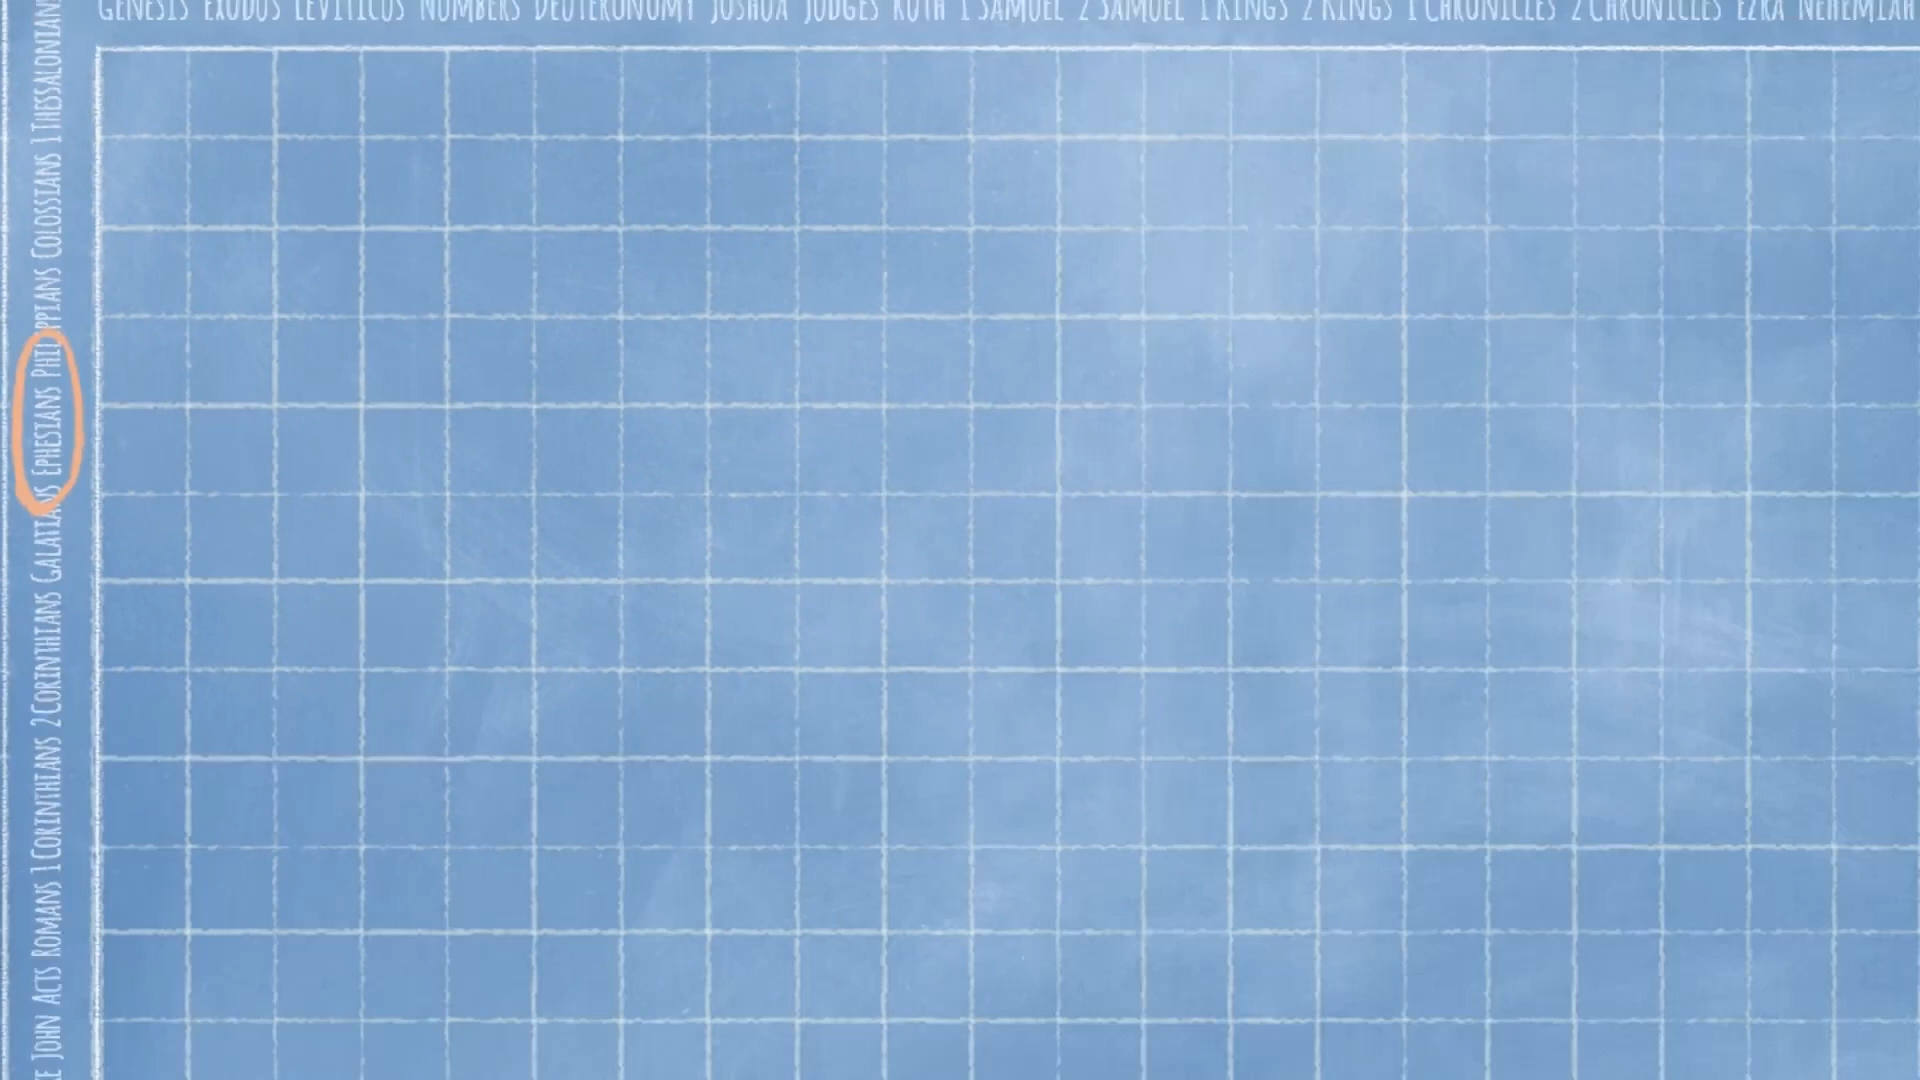 GENESIS EXODUS LEVITICUS NUMBERS DEUTERONOMY JOSHUA JUDGES RUTH 1 SAMUEL 2 SAMUEL 1 KINGS 2 KINGS 1 CHRONICLES 2 CHRONICLES EZRA NEHEMIAH
JOHN ACTS ROMANS 1 CORINTHIANS 2 CORINTHIANS GALATIANS EPHESIANS PHILIPPIANS COLOSSIANS 1 THESSALONIANS